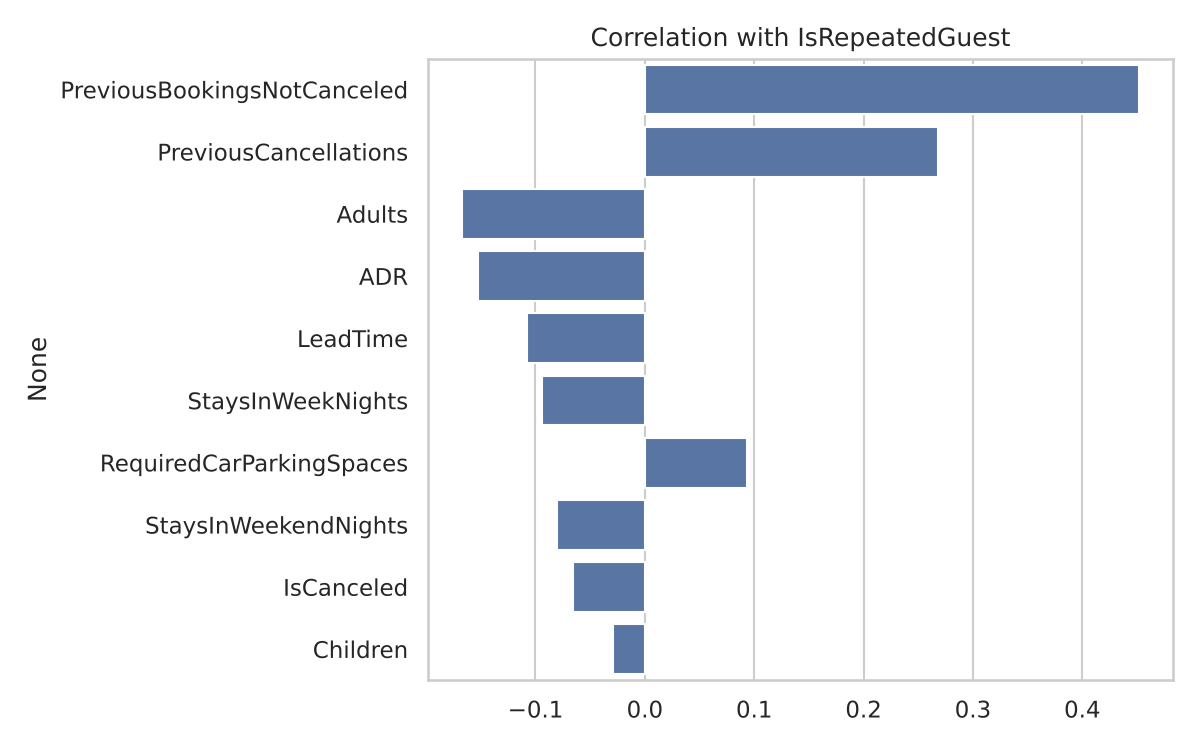 Correlation with IsRepeatedGuest
PreviousBookingsNotCanceled
PreviousCancellations
Adults
ADR
LeadTime
StaysInWeekNights
RequiredCarParkingSpaces
StaysInWeekendNights
IsCanceled
Children
None
−0.1 0.0 0.1 0.2 0.3 0.4